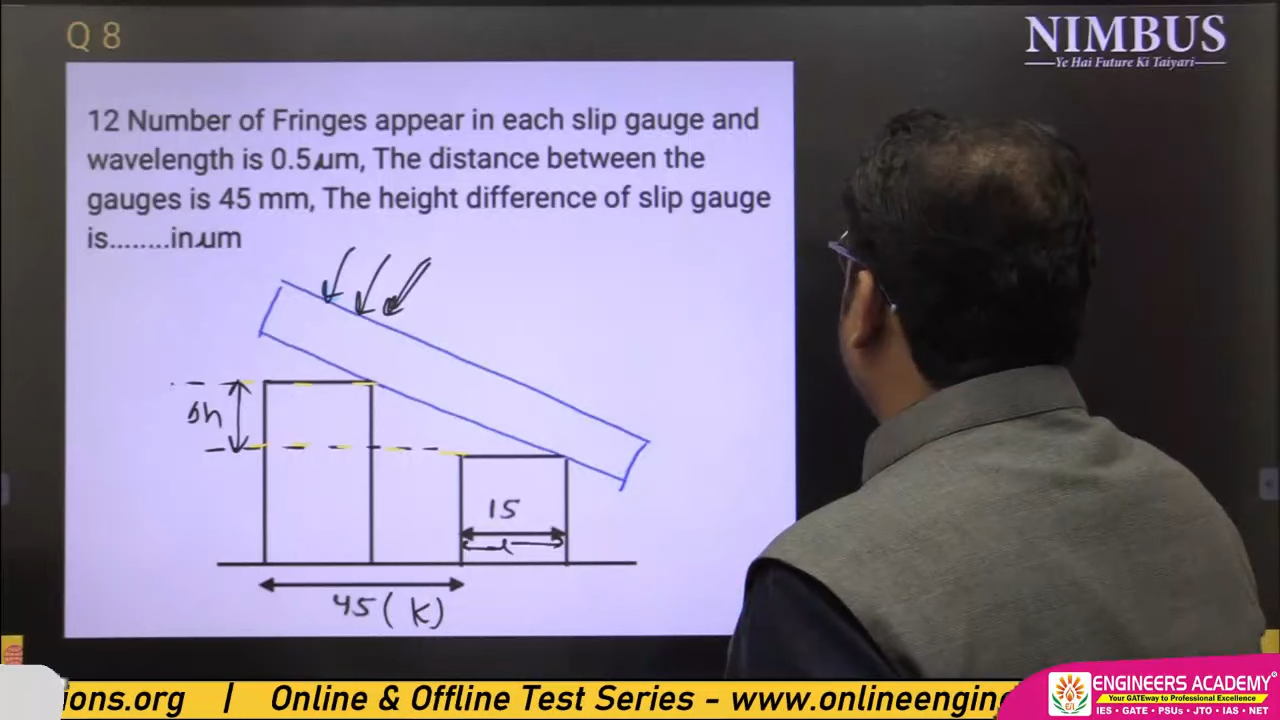 Q 8
NIMBUS
Ye Hai Future Ki Taiyari
12 Number of Fringes appear in each slip gauge and
wavelength is 0.5um, The distance between the
gauges is 45 mm, The height difference of slip gauge
is........in um
Δh
15
l
45 (K)
ions.org | Online & Offline Test Series - www.onlineengin
ENGINEERS ACADEMY
Your GATEway to Professional Excellence
IES • GATE • PSUs • JTO • IAS • NET